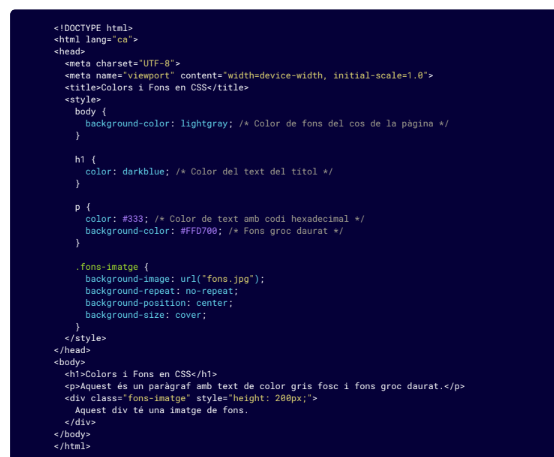 <!DOCTYPE html>
<html lang="ca">
<head>
<meta charset="UTF-8">
<meta name="viewport" content="width=device-width, initial-scale=1.0">
<title>Colors i Fons en CSS</title>
<style>
body {
background-color: lightgray; /* Color de fons del cos de la pàgina */
}
h1 {
color: darkblue; /* Color del text del títol */
}
p {
color: #333; /* Color de text amb codi hexadecimal */
background-color: #FFD700; /* Fons groc daurat */
}
.fons-imatge {
background-image: url("fons.jpg");
background-repeat: no-repeat;
background-position: center;
background-size: cover;
}
</style>
</head>
<body>
<h1>Colors i Fons en CSS</h1>
<p>Aquest és un paràgraf amb text de color gris fosc i fons groc daurat.</p>
<div class="fons-imatge" style="height: 200px;">
Aquest div té una imatge de fons.
</div>
</body>
</html>